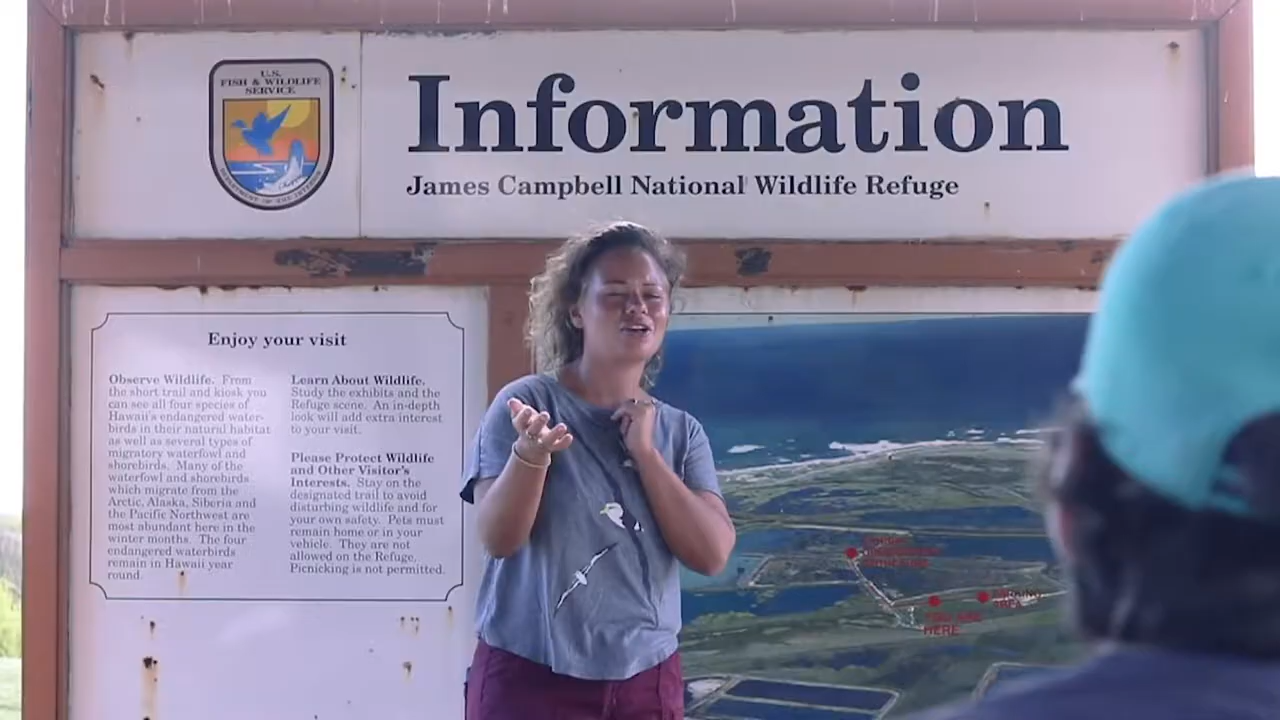 U.S.
FISH & WILDLIFE
SERVICE
DEPARTMENT OF THE INTERIOR
Information
James Campbell National Wildlife Refuge
Enjoy your visit
Observe Wildlife. From
the short trail and kiosk you
can see all four species of
Hawaii's endangered water-
birds in their natural habitat
as well as several types of
migratory waterfowl and
shorebirds. Many of the
waterfowl and shorebirds
which migrate from the
Arctic, Alaska, Siberia and
the Pacific Northwest are
most abundant here in the
winter months. The four
endangered waterbirds
remain in Hawaii year
round.
Learn About Wildlife.
Study the exhibits and the
Refuge scene. An in-depth
look will add extra interest
to your visit.
Please Protect Wildlife
and Other Visitor's
Interests. Stay on the
designated trail to avoid
disturbing wildlife and for
your own safety. Pets must
remain home or in your
vehicle. They are not
allowed on the Refuge,
Picnicking is not permitted.
YOU ARE
HERE
PARKING
AREA